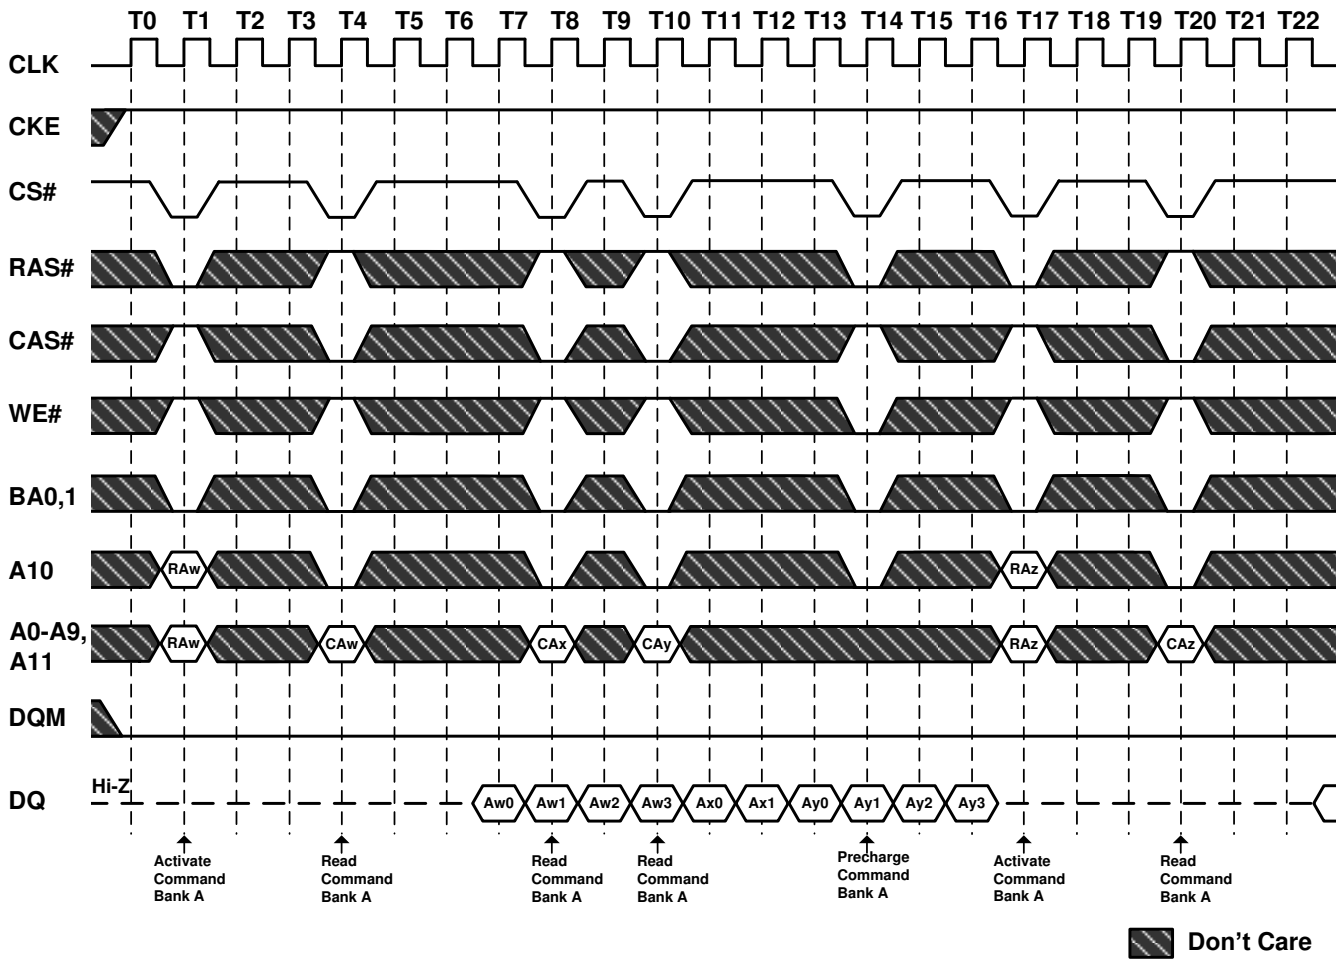 T0 T1 T2 T3 T4 T5 T6 T7 T8 T9 T10 T11 T12 T13 T14 T15 T16 T17 T18 T19 T20 T21 T22
CLK
CKE
CS#
RAS#
CAS#
WE#
BA0,1
A10 RAw RAz
A0-A9,
A11
RAw CAw CAx CAy RAz CAz
DQM
Hi-Z
DQ Aw0 Aw1 Aw2 Aw3 Ax0 Ax1 Ay0 Ay1 Ay2 Ay3
Activate
Command
Bank A
Read
Command
Bank A
Read
Command
Bank A
Read
Command
Bank A
Precharge
Command
Bank A
Activate
Command
Bank A
Read
Command
Bank A
Don't Care